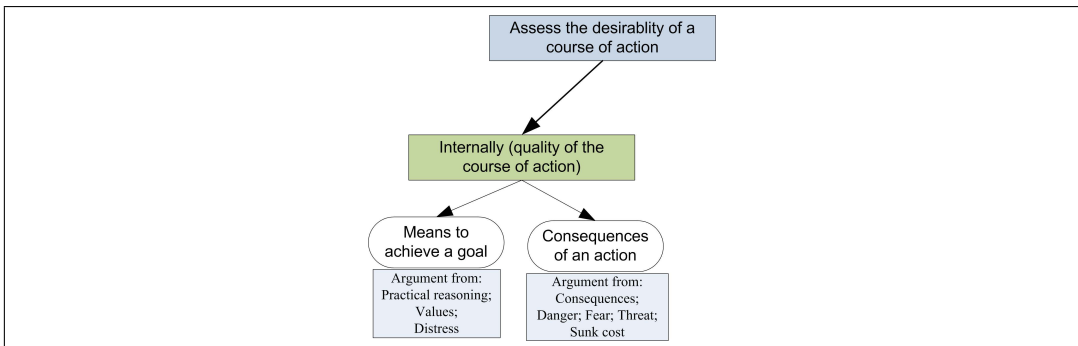 Assess the desirablity of a
course of action
Internally (quality of the
course of action)
Means to
achieve a goal
Consequences
of an action
Argument from:
Practical reasoning;
Values;
Distress
Argument from:
Consequences;
Danger; Fear; Threat;
Sunk cost